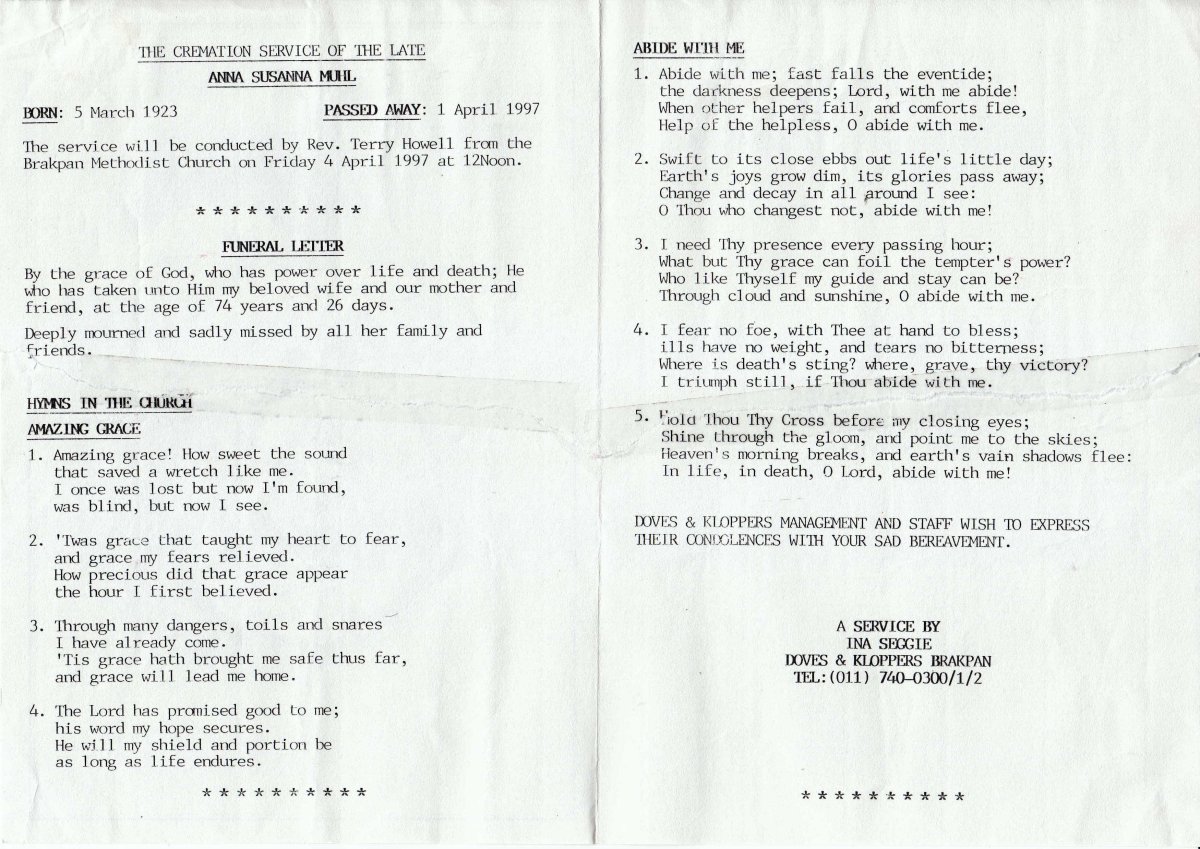 THE CREMATION SERVICE OF THE LATE
ANNA SUSANNA MUHL
BORN: 5 March 1923 PASSED AWAY: 1 April 1997
The service will be conducted by Rev. Terry Howell from the
Brakpan Methodist Church on Friday 4 April 1997 at 12Noon.
* * * * * * * * * *
FUNERAL LETTER
By the grace of God, who has power over life and death; He
who has taken unto Him my beloved wife and our mother and
friend, at the age of 74 years and 26 days.
Deeply mourned and sadly missed by all her family and
friends.
HYMNS IN THE CHURCH
AMAZING GRACE
1. Amazing grace! How sweet the sound
that saved a wretch like me.
I once was lost but now I'm found,
was blind, but now I see.
2. 'Twas grace that taught my heart to fear,
and grace my fears relieved.
How precious did that grace appear
the hour I first believed.
3. Through many dangers, toils and snares
I have already come.
'Tis grace hath brought me safe thus far,
and grace will lead me home.
4. The Lord has promised good to me;
his word my hope secures.
He will my shield and portion be
as long as life endures.
* * * * * * * * * *
ABIDE WITH ME
1. Abide with me; fast falls the eventide;
the darkness deepens; Lord, with me abide!
When other helpers fail, and comforts flee,
Help of the helpless, O abide with me.
2. Swift to its close ebbs out life's little day;
Earth's joys grow dim, its glories pass away;
Change and decay in all around I see:
O Thou who changest not, abide with me!
3. I need Thy presence every passing hour;
What but Thy grace can foil the tempter's power?
Who like Thyself my guide and stay can be?
Through cloud and sunshine, O abide with me.
4. I fear no foe, with Thee at hand to bless;
ills have no weight, and tears no bitterness;
Where is death's sting? where, grave, thy victory?
I triumph still, if Thou abide with me.
5. Hold Thou Thy Cross before my closing eyes;
Shine through the gloom, and point me to the skies;
Heaven's morning breaks, and earth's vain shadows flee:
In life, in death, O Lord, abide with me!
DOVES & KLOPPERS MANAGEMENT AND STAFF WISH TO EXPRESS
THEIR CONDOLENCES WITH YOUR SAD BEREAVEMENT.
A SERVICE BY
INA SEGGIE
DOVES & KLOPPERS BRAKPAN
TEL:(011) 740-0300/1/2
* * * * * * * * * *